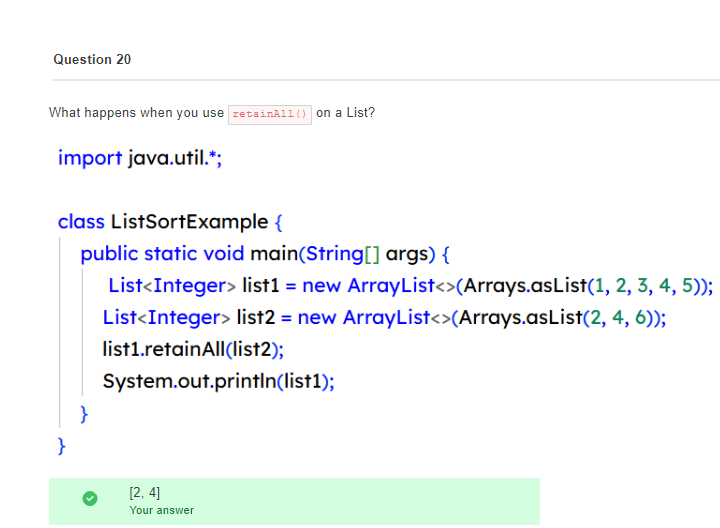 Question 20
What happens when you use retainAll() on a List?
import java.util.*;
class ListSortExample {
public static void main(String[] args) {
List<Integer> list1 = new ArrayList<>(Arrays.asList(1, 2, 3, 4, 5));
List<Integer> list2 = new ArrayList<>(Arrays.asList(2, 4, 6));
list1.retainAll(list2);
System.out.println(list1);
}
}
[2, 4]
Your answer